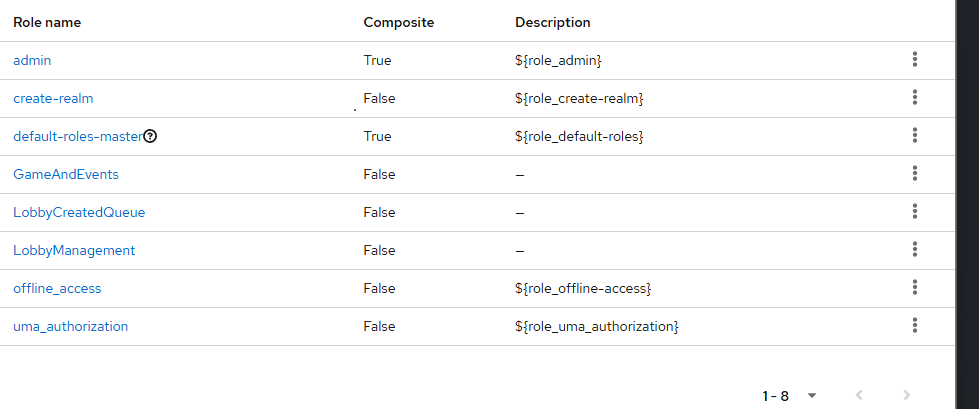 Role name Composite Description
admin True ${role_admin}
create-realm False ${role_create-realm}
default-roles-master True ${role_default-roles}
GameAndEvents False –
LobbyCreatedQueue False –
LobbyManagement False –
offline_access False ${role_offline-access}
uma_authorization False ${role_uma_authorization}
1 - 8